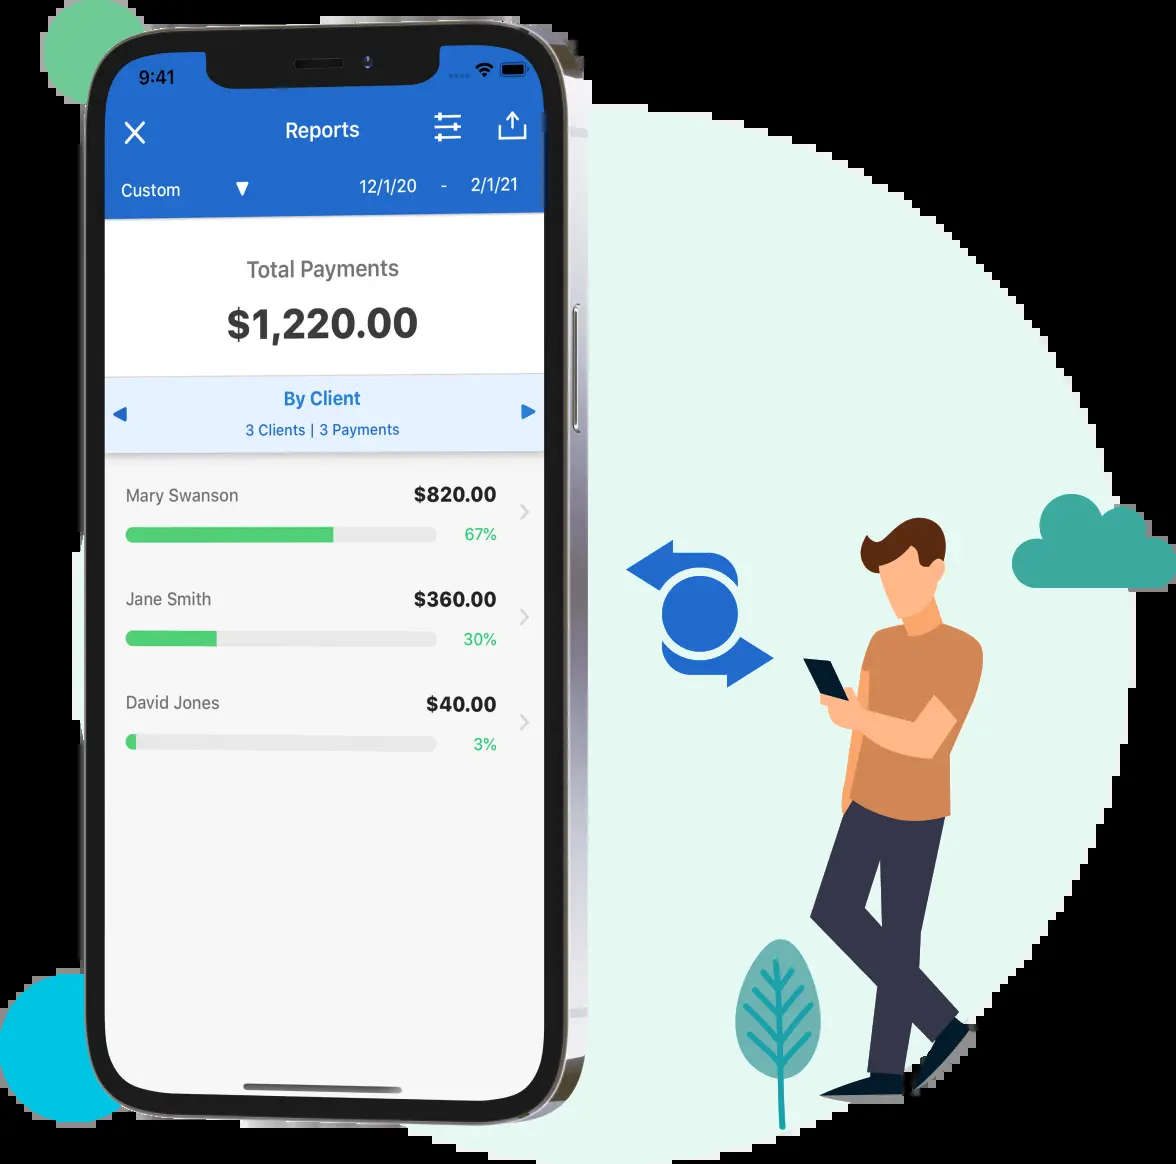 9:41
Reports
Custom 12/1/20 - 2/1/21
Total Payments
$1,220.00
By Client
3 Clients | 3 Payments
Mary Swanson $820.00
67%
Jane Smith $360.00
30%
David Jones $40.00
3%